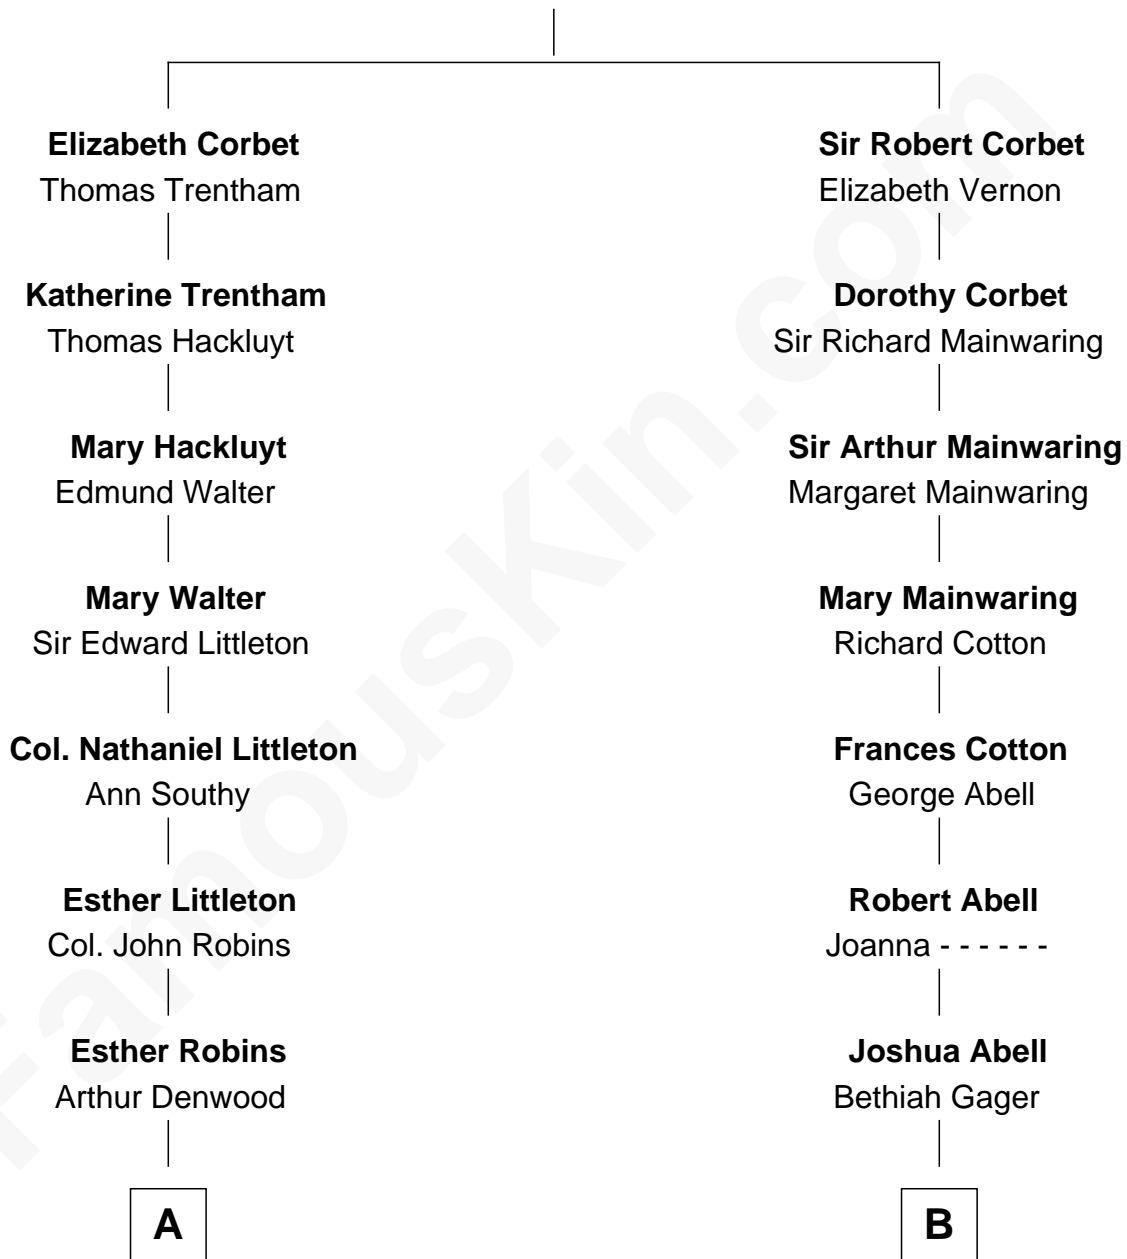 Elizabeth Corbet
Thomas Trentham
Katherine Trentham
Thomas Hackluyt
Mary Hackluyt
Edmund Walter
Mary Walter
Sir Edward Littleton
Col. Nathaniel Littleton
Ann Southy
Esther Littleton
Col. John Robins
Esther Robins
Arthur Denwood
A
Sir Robert Corbet
Elizabeth Vernon
Dorothy Corbet
Sir Richard Mainwaring
Sir Arthur Mainwaring
Margaret Mainwaring
Mary Mainwaring
Richard Cotton
Frances Cotton
George Abell
Robert Abell
Joanna - - - - - -
Joshua Abell
Bethiah Gager
B
FamousKin.com